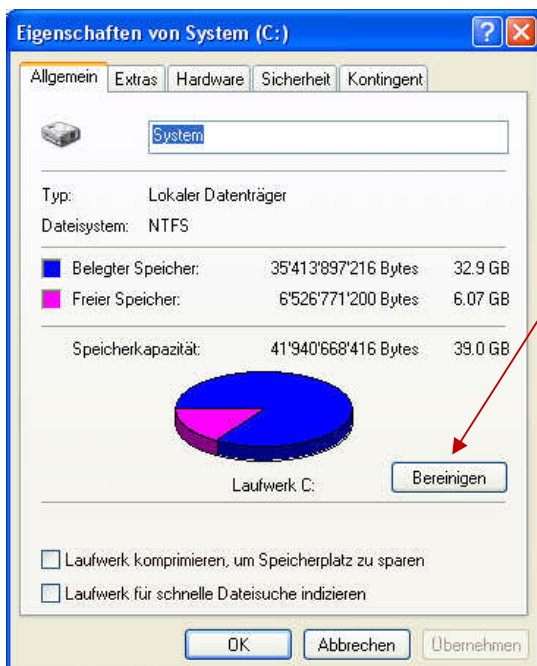 Eigenschaften von System (C:)
Allgemein Extras Hardware Sicherheit Kontingent
System
Typ: Lokaler Datenträger
Dateisystem: NTFS
Belegter Speicher: 35'413'897'216 Bytes 32.9 GB
Freier Speicher: 6'526'771'200 Bytes 6.07 GB
Speicherkapazität: 41'940'668'416 Bytes 39.0 GB
Laufwerk C:
Bereinigen
Laufwerk komprimieren, um Speicherplatz zu sparen
Laufwerk für schnelle Dateisuche indizieren
OK Abbrechen Übernehmen